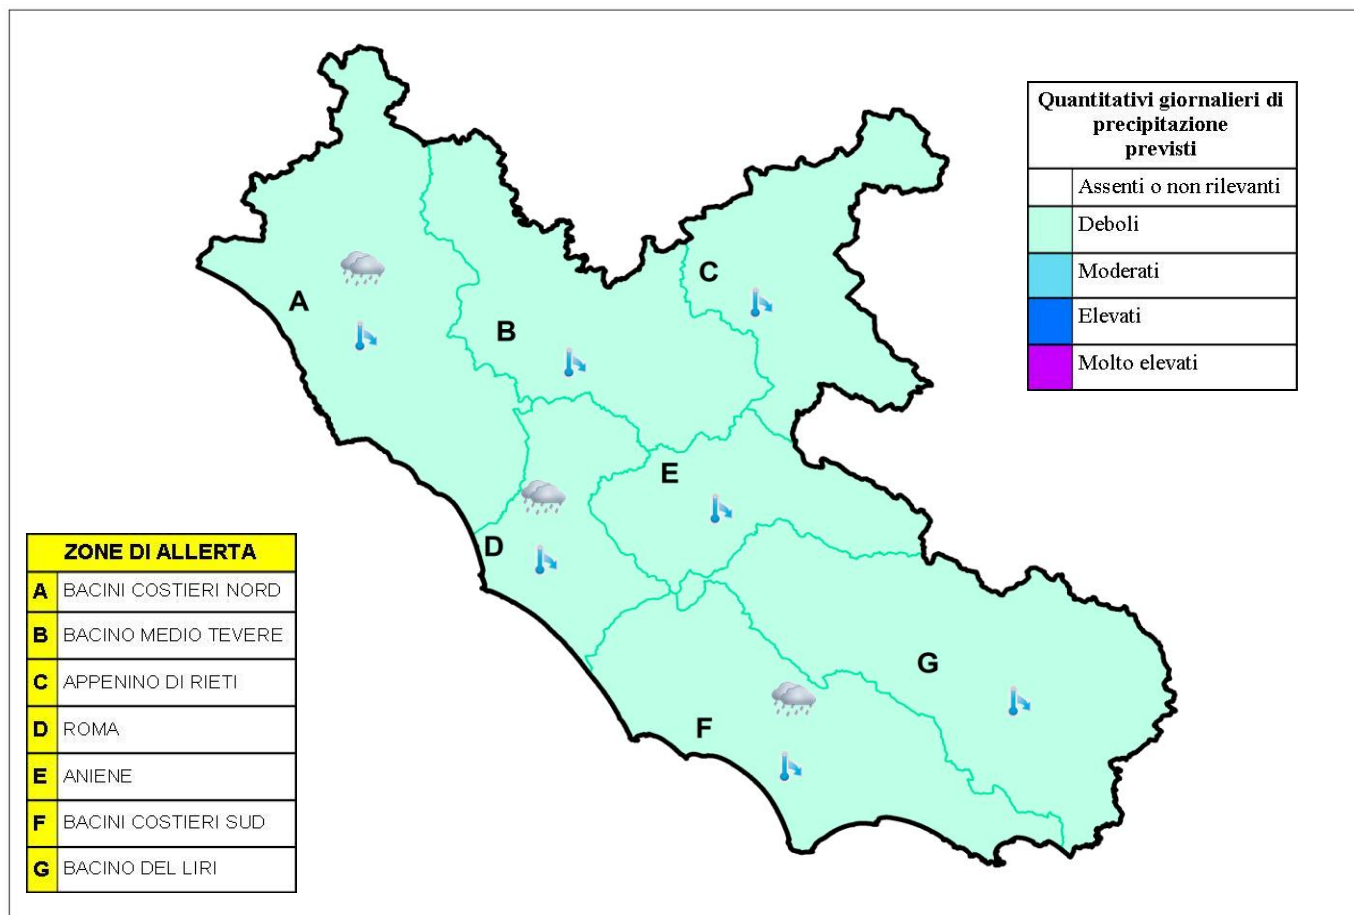 Quantitativi giornalieri di
precipitazione
previsti
Assenti o non rilevanti
Deboli
Moderati
Elevati
Molto elevati
A
B
C
D
E
F
G
ZONE DI ALLERTA
A BACINI COSTIERI NORD
B BACINO MEDIO TEVERE
C APPENINO DI RIETI
D ROMA
E ANIENE
F BACINI COSTIERI SUD
G BACINO DEL LIRI